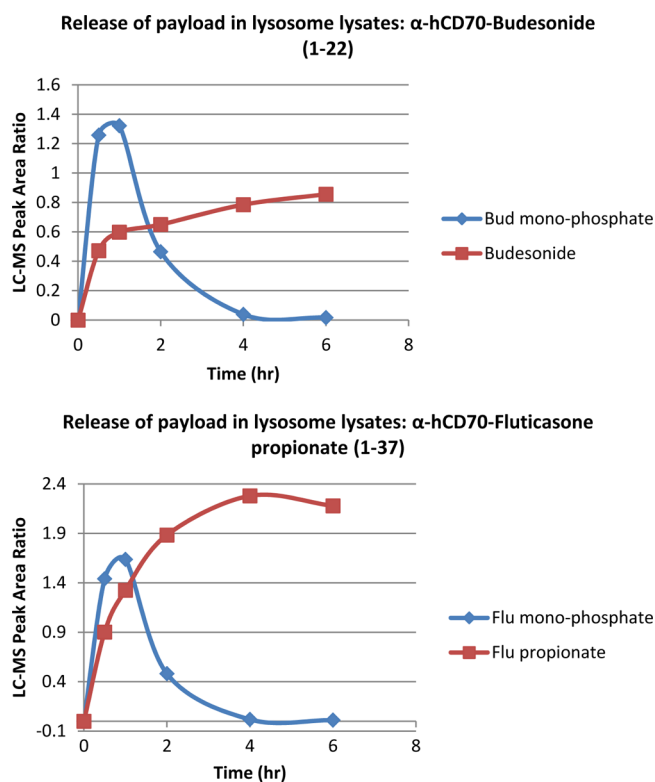 Release of payload in lysosome lysates: α-hCD70-Budesonide
(1-22)
LC-MS Peak Area Ratio
1.6
1.4
1.2
1
0.8
0.6
0.4
0.2
0
0
2
4
6
8
Time (hr)
Bud mono-phosphate
Budesonide
Release of payload in lysosome lysates: α-hCD70-Fluticasone
propionate (1-37)
LC-MS Peak Area Ratio
2.4
1.9
1.4
0.9
0.4
-0.1
0
2
4
6
8
Time (hr)
Flu mono-phosphate
Flu propionate